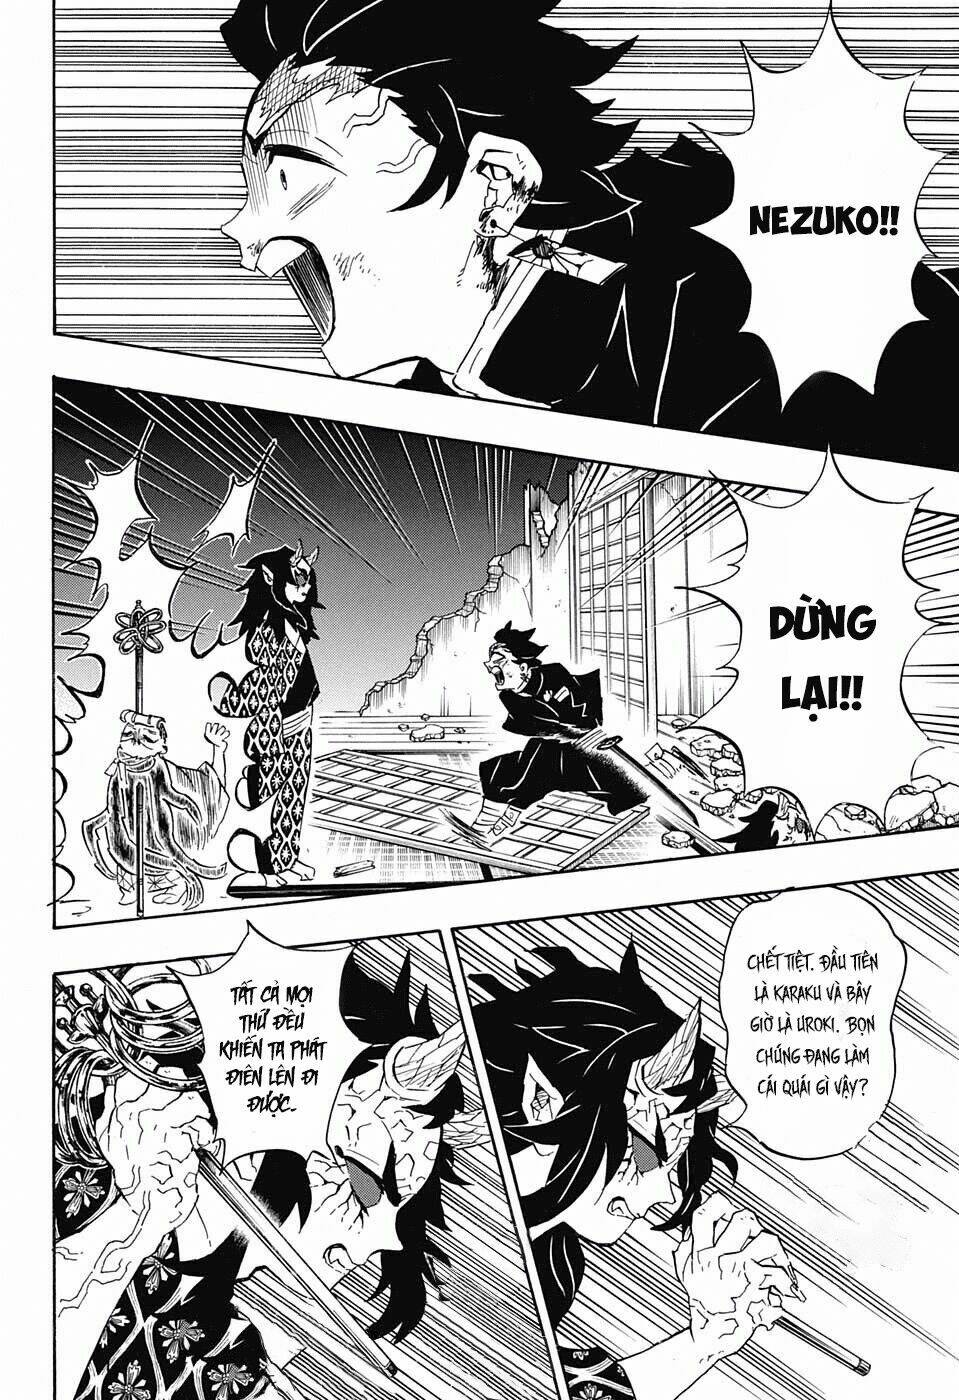 NEZUKO!!
DỪNG
LẠI!!
CHẾT TIỆT. ĐẦU TIÊN
LÀ KARAKU VÀ BÂY
GIỜ LÀ UROKI. BỌN
CHÚNG ĐANG LÀM
CÁI QUÁI GÌ VẬY?
TẤT CẢ MỌI
THỨ ĐỀU
KHIẾN TA PHÁT
ĐIÊN LÊN ĐI
ĐƯỢC.